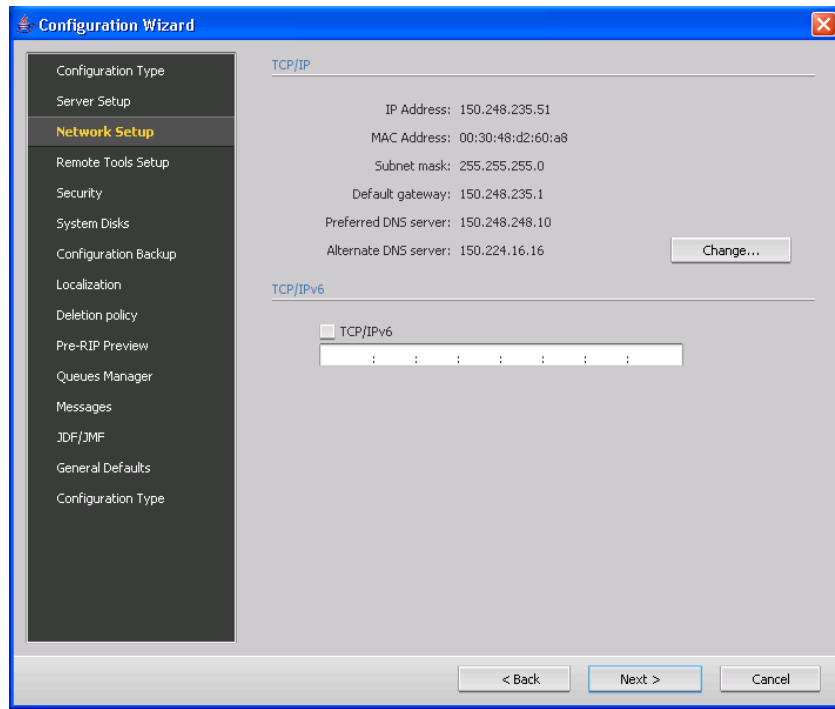 Configuration Wizard
Configuration Type
Server Setup
Network Setup
Remote Tools Setup
Security
System Disks
Configuration Backup
Localization
Deletion policy
Pre-RIP Preview
Queues Manager
Messages
JDF/JMF
General Defaults
Configuration Type
TCP/IP
IP Address: 150.248.235.51
MAC Address: 00:30:48:d2:60:a8
Subnet mask: 255.255.255.0
Default gateway: 150.248.235.1
Preferred DNS server: 150.248.248.10
Alternate DNS server: 150.224.16.16
Change...
TCP/IPv6
TCP/IPv6
: : : : : : :
< Back
Next >
Cancel